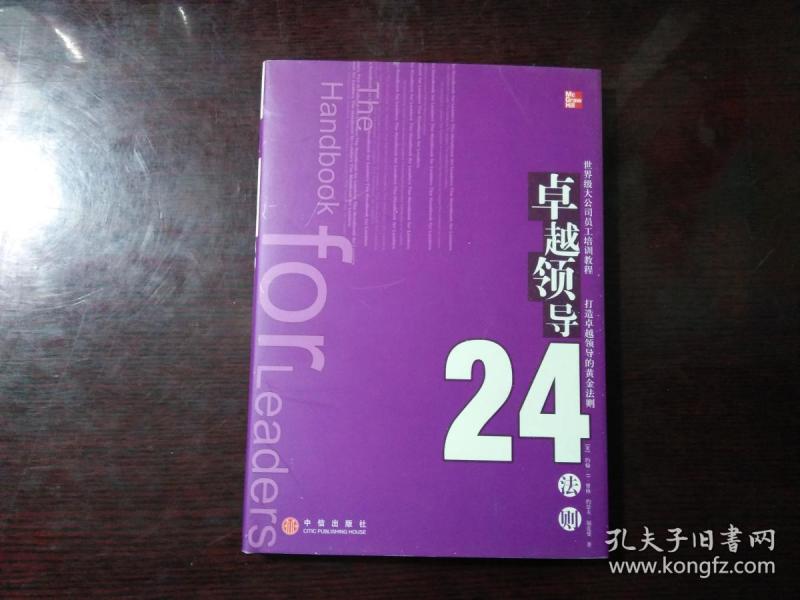 The
Handbook
for
Leaders
Mc
Graw
Hill
世界级大公司员工培训教程
打造卓越领导的黄金法则
卓越领导
24
法则
中信出版社
CITIC PUBLISHING HOUSE
孔夫子旧书网
www.kongfz.com